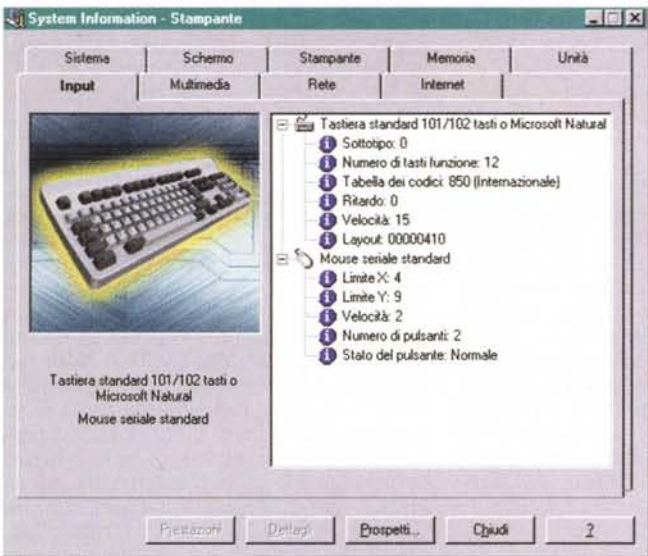 System Information - Stampante
Sistema
Schermo
Stampante
Memoria
Unità
Input
Multimedia
Rete
Internet
Tastiera standard 101/102 tasti o Microsoft Natural
Sottotipo: 0
Numero di tasti funzione: 12
Tabella dei codici: 850 (Internazionale)
Ritardo: 0
Velocità: 15
Layout: 00000410
Mouse seriale standard
Limite X: 4
Limite Y: 9
Velocità: 2
Numero di pulsanti: 2
Stato del pulsante: Normale
Tastiera standard 101/102 tasti o
Microsoft Natural
Mouse seriale standard
Prestazioni
Dettagli
Prospetti...
Chiudi
?